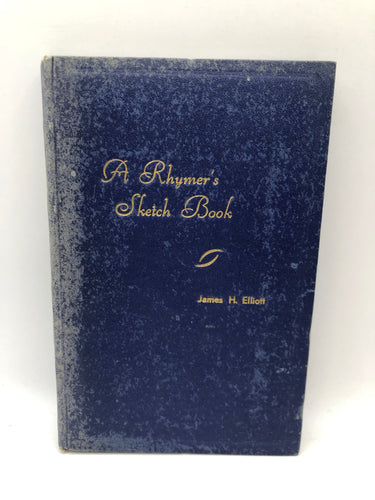 A Rhymer's
Sketch Book
James H. Elliott